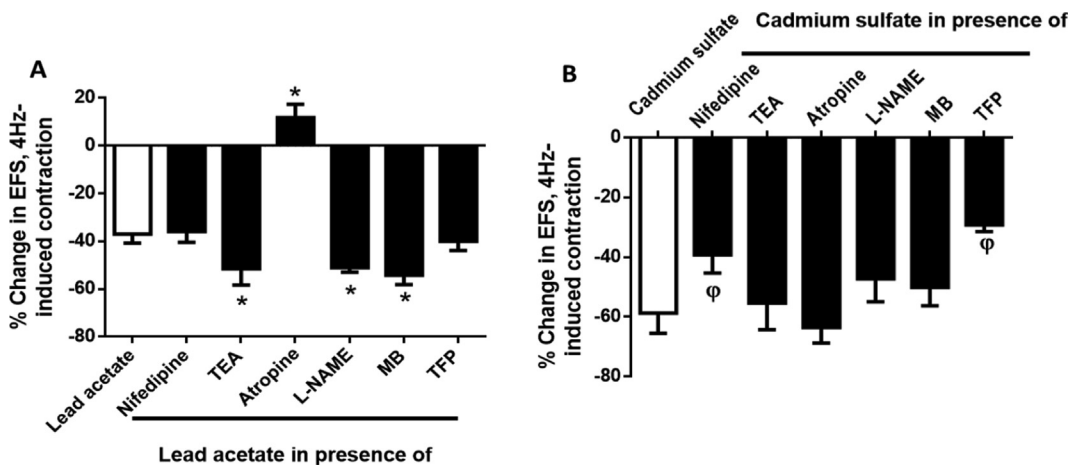 A
% Change in EFS, 4Hz-
induced contraction
20
0
-20
-40
-60
-80
*
*
*
*
Lead acetate
Nifedipine
TEA
Atropine
L-NAME
MB
TFP
Lead acetate in presence of
B
Cadmium sulfate in presence of
Cadmium sulfate
Nifedipine
TEA
Atropine
L-NAME
MB
TFP
% Change in EFS, 4Hz-
induced contraction
0
-20
-40
-60
-80
φ
φ